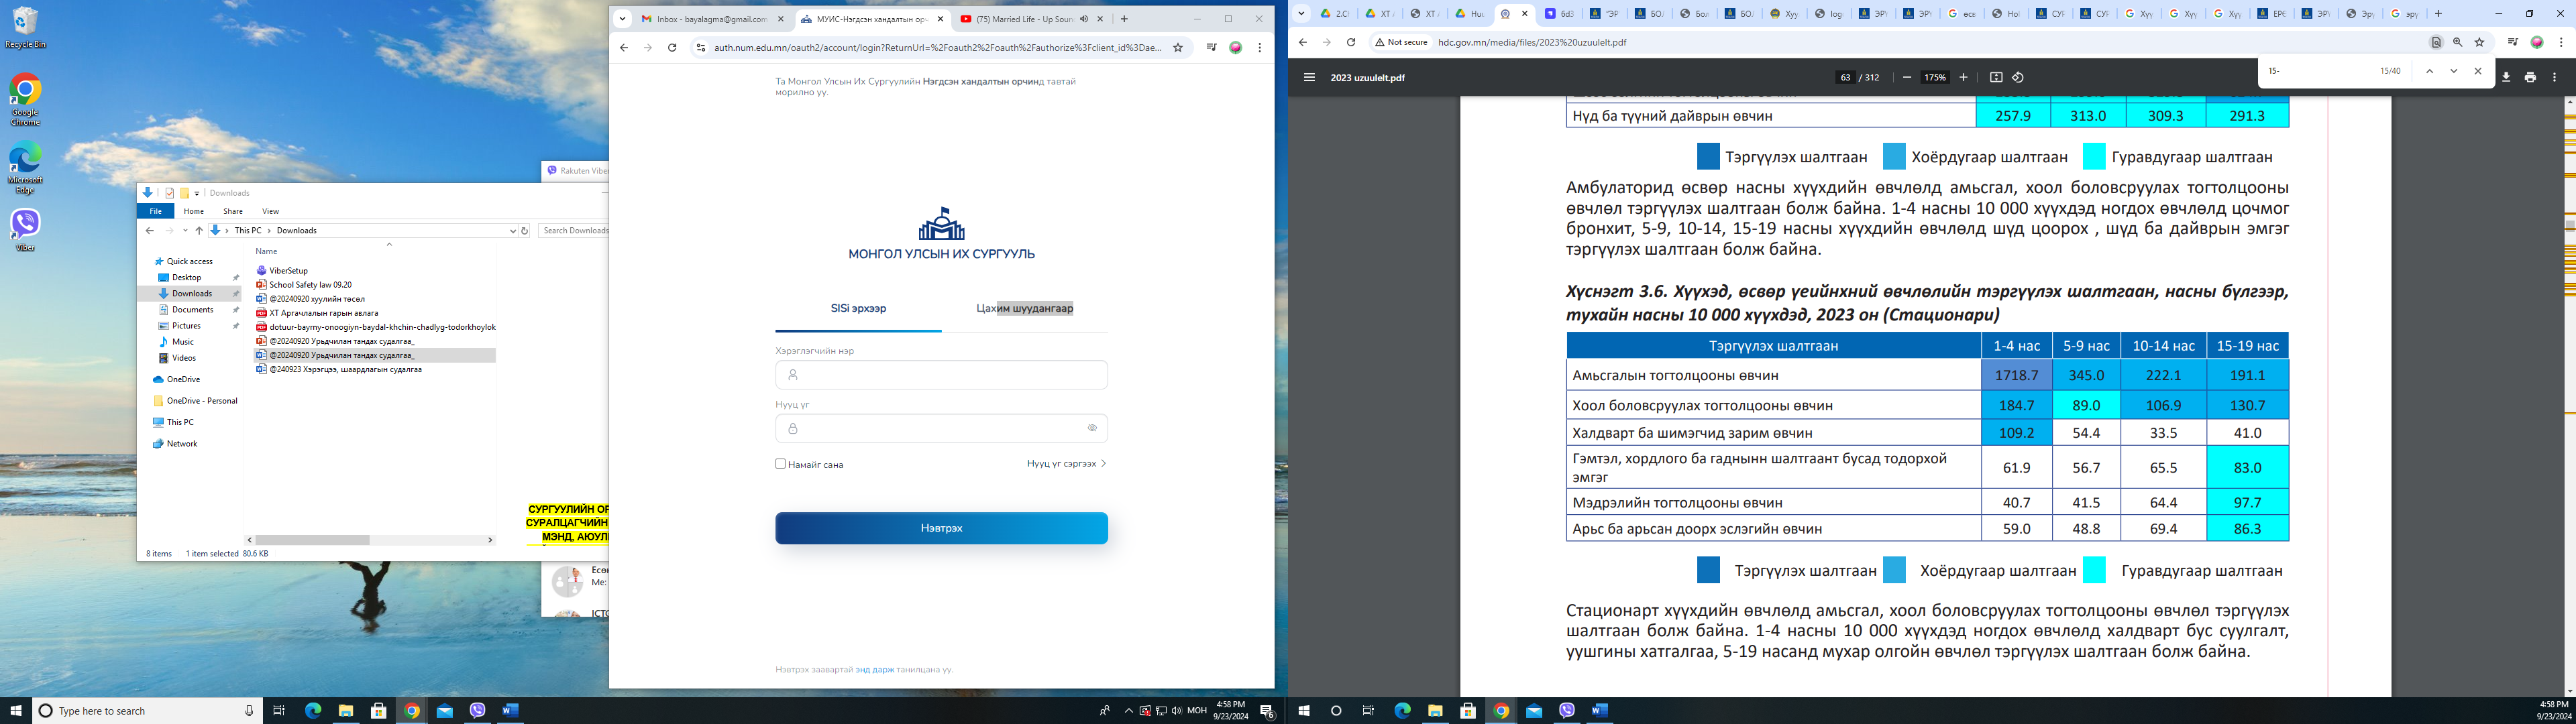 Recycle Bin
Google
Chrome
Microsoft
Edge
Viber
Rakuten Viber
Downloads
File Home Share View
This PC > Downloads
Search Downloads
Quick access
Desktop
Downloads
Documents
Pictures
Music
Videos
OneDrive
OneDrive - Personal
This PC
Network
Name
ViberSetup
School Safety law 09.20
@20240920 хуулийн төсөл
ХТ Аргачлалын гарын авлага
dotuur-bayrny-onoogiyn-baydal-khchin-chadlyg-todorkhoylok
@20240920 Урьдчилан тандах судалгаа_
@20240920 Урьдчилан тандах судалгаа_
@240923 Хэрэгцээ, шаардлагын судалгаа
8 items 1 item selected 80.6 KB
СУРГУУЛИЙН ОР
СУРАЛЦАГЧИЙН
МЭНД, АЮУЛ
Есөн
Me:
ICTC
Inbox - bayalagma@gmail.com
МУИС-Нэгдсэн хандалтын орч
(75) Married Life - Up Soun
auth.num.edu.mn/oauth2/account/login?ReturnUrl=%2Foauth2%2Foauth%2Fauthorize%3Fclient_id%3Dae...
Та Монгол Улсын Их Сургуулийн Нэгдсэн хандалтын орчинд тавтай
морилно уу.
МОНГОЛ УЛСЫН ИХ СУРГУУЛЬ
SISi эрхээр
Цахим шуудангаар
Хэрэглэгчийн нэр
Нууц үг
Намайг сана
Нууц үг сэргээх
Нэвтрэх
Нэвтрэх заавартай энд дарж танилцана уу.
Type here to search
МОН
4:58 PM
9/23/2024
6
Not secure
hdc.gov.mn/media/files/2023%20uzuulelt.pdf
2023 uzuulelt.pdf
63 / 312
175%
15-
15/40
Нүд ба түүний дайврын өвчин 257.9 313.0 309.3 291.3
Тэргүүлэх шалтгаан Хоёрдугаар шалтгаан Гуравдугаар шалтгаан
Амбулаторид өсвөр насны хүүхдийн өвчлөлд амьсгал, хоол боловсруулах тогтолцооны
өвчлөл тэргүүлэх шалтгаан болж байна. 1-4 насны 10 000 хүүхдэд ногдох өвчлөлд цочмог
бронхит, 5-9, 10-14, 15-19 насны хүүхдийн өвчлөлд шүд цоорох , шүд ба дайврын эмгэг
тэргүүлэх шалтгаан болж байна.
Хүснэгт 3.6. Хүүхэд, өсвөр үеийнхний өвчлөлийн тэргүүлэх шалтгаан, насны бүлгээр,
тухайн насны 10 000 хүүхдэд, 2023 он (Стационари)
Тэргүүлэх шалтгаан 1-4 нас 5-9 нас 10-14 нас 15-19 нас
Амьсгалын тогтолцооны өвчин 1718.7 345.0 222.1 191.1
Хоол боловсруулах тогтолцооны өвчин 184.7 89.0 106.9 130.7
Халдварт ба шимэгчид зарим өвчин 109.2 54.4 33.5 41.0
Гэмтэл, хордлого ба гаднынн шалтгаант бусад тодорхой
эмгэг 61.9 56.7 65.5 83.0
Мэдрэлийн тогтолцооны өвчин 40.7 41.5 64.4 97.7
Арьс ба арьсан доорх эслэгийн өвчин 59.0 48.8 69.4 86.3
Тэргүүлэх шалтгаан Хоёрдугаар шалтгаан Гуравдугаар шалтгаан
Стационарт хүүхдийн өвчлөлд амьсгал, хоол боловсруулах тогтолцооны өвчлөл тэргүүлэх
шалтгаан болж байна. 1-4 насны 10 000 хүүхдэд ногдох өвчлөлд халдварт бус суулгалт,
уушгины хатгалгаа, 5-19 насанд мухар олгойн өвчлөл тэргүүлэх шалтгаан болж байна.
4:58 PM
9/23/2024